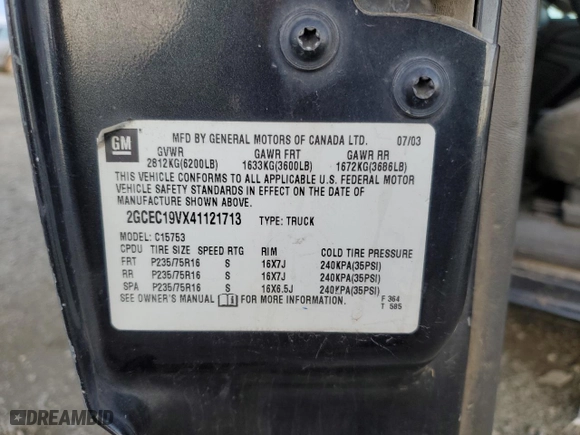 GM
MFD BY GENERAL MOTORS OF CANADA LTD. 07/03
GVWR GAWR FRT GAWR RR
2812KG(6200LB) 1633KG(3600LB) 1672KG(3686LB)
THIS VEHICLE CONFORMS TO ALL APPLICABLE U.S. FEDERAL MOTOR
VEHICLE SAFETY STANDARDS IN EFFECT ON THE DATE OF
MANUFACTURE SHOWN ABOVE.
2GCEC19VX41121713 TYPE: TRUCK
MODEL: C15753
CPDU TIRE SIZE SPEED RTG RIM COLD TIRE PRESSURE
FRT P235/75R16 S 16X7J 240KPA(35PSI)
RR P235/75R16 S 16X7J 240KPA(35PSI)
SPA P235/75R16 S 16X6.5J 240KPA(35PSI)
SEE OWNER'S MANUAL FOR MORE INFORMATION.
F 364
T 585
DREAMBID